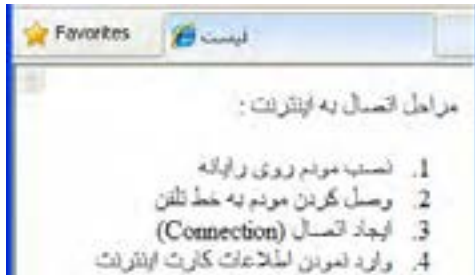 Favorites
لیست
مراحل اتصال به اینترنت :
1. نصب مودم روی رایانه
2. وصل کردن مودم به خط تلفن
3. ایجاد اتصال (Connection)
4. وارد نمودن اطلاعات کارت اینترنت